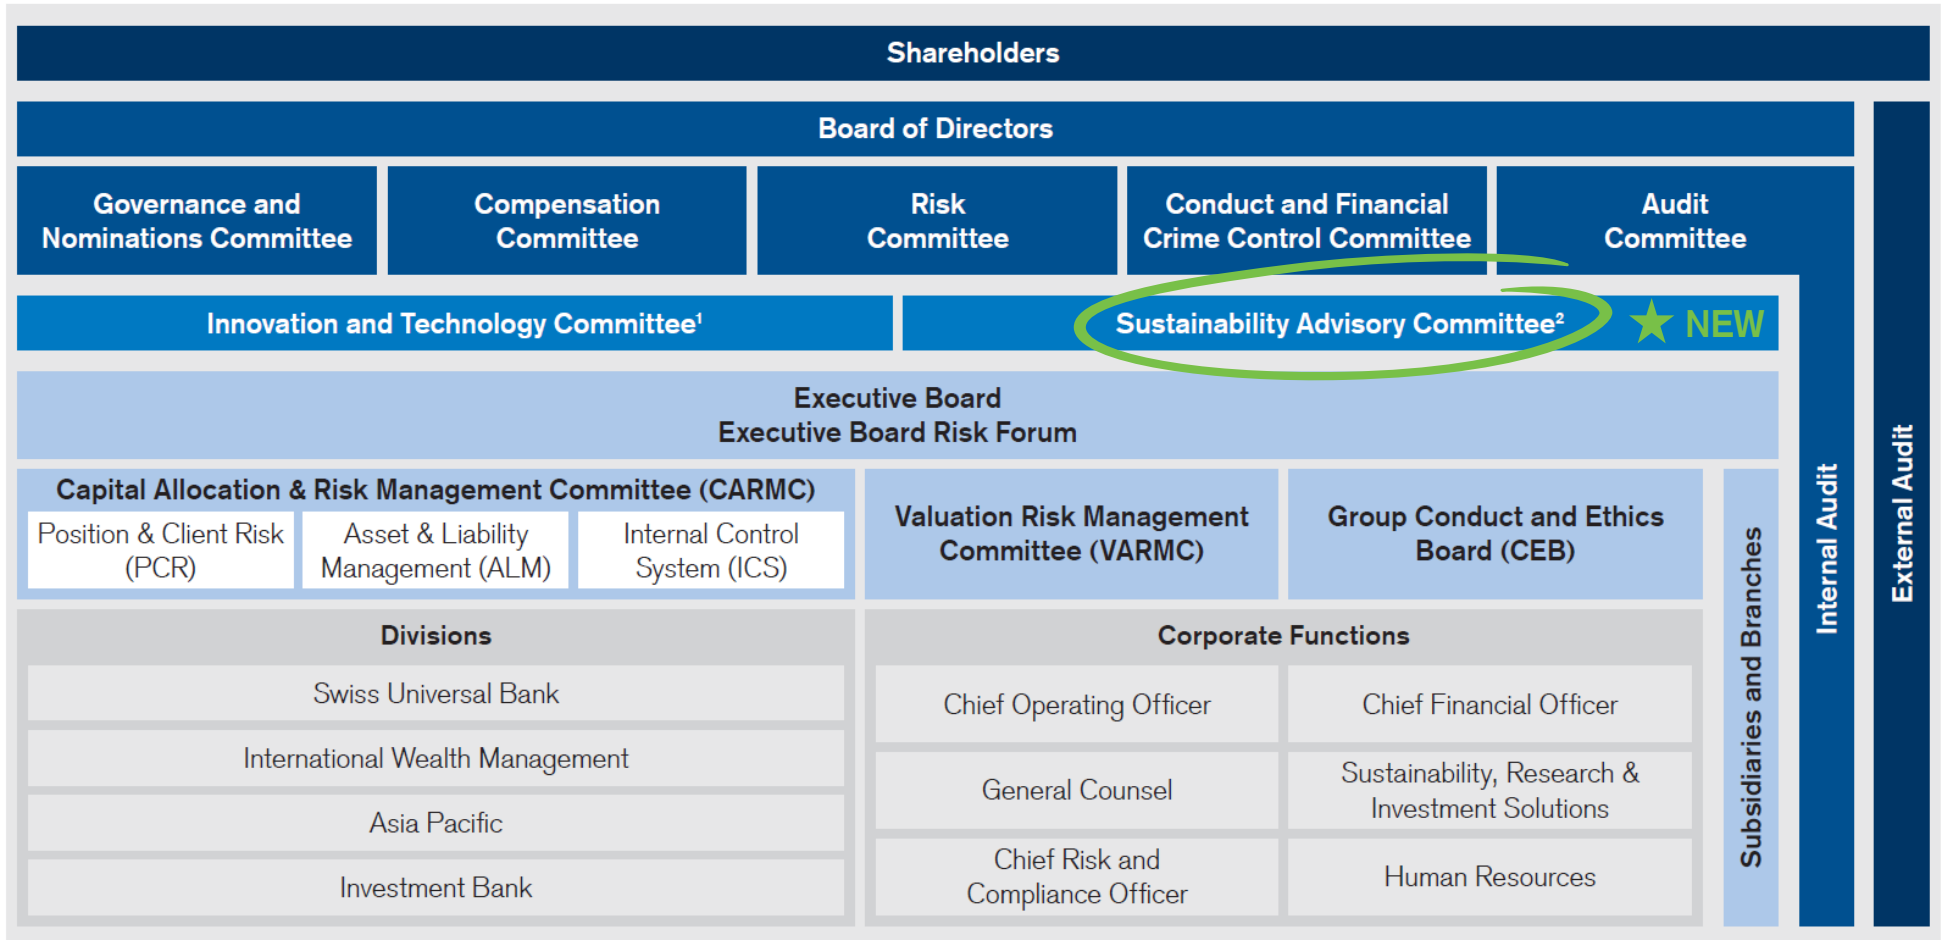 Shareholders
Board of Directors
Governance and
Nominations Committee
Compensation
Committee
Risk
Committee
Conduct and Financial
Crime Control Committee
Audit
Committee
Innovation and Technology Committee¹
Sustainability Advisory Committee²
★ NEW
Executive Board
Executive Board Risk Forum
Capital Allocation & Risk Management Committee (CARMC)
Position & Client Risk
(PCR)
Asset & Liability
Management (ALM)
Internal Control
System (ICS)
Valuation Risk Management
Committee (VARMC)
Group Conduct and Ethics
Board (CEB)
Divisions
Swiss Universal Bank
International Wealth Management
Asia Pacific
Investment Bank
Corporate Functions
Chief Operating Officer
Chief Financial Officer
General Counsel
Sustainability, Research &
Investment Solutions
Chief Risk and
Compliance Officer
Human Resources
Subsidiaries and Branches
Internal Audit
External Audit